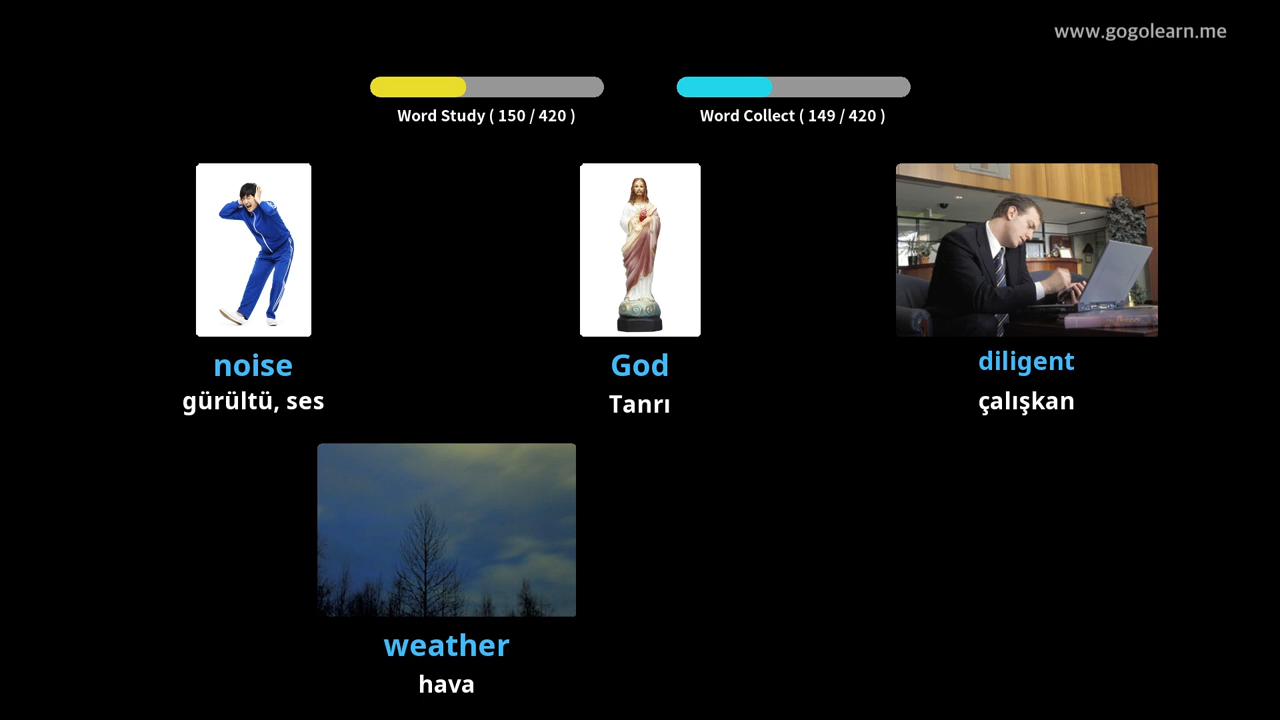 www.gogolearn.me
Word Study ( 150 / 420 )
Word Collect ( 149 / 420 )
noise
gürültü, ses
God
Tanrı
diligent
çalışkan
weather
hava